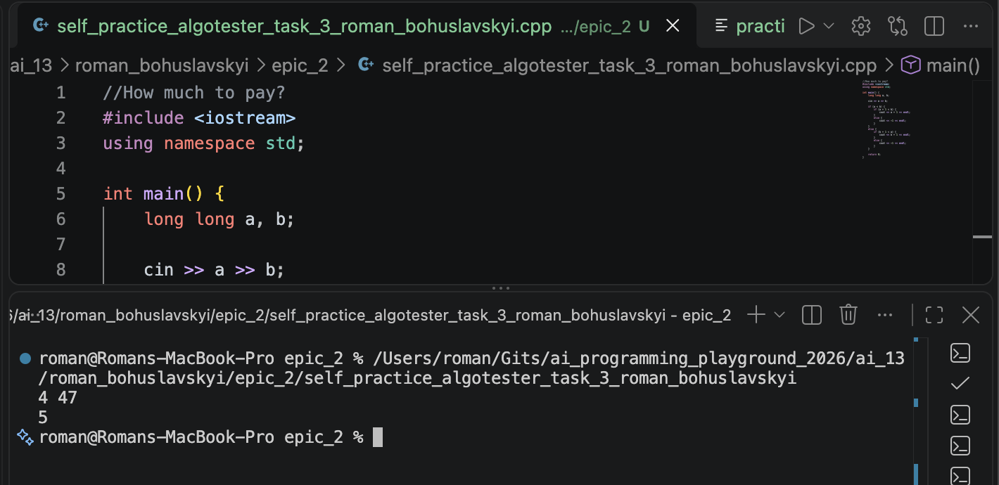 self_practice_algotester_task_3_roman_bohuslavskyi.cpp .../epic_2 U
practi
ai_13 > roman_bohuslavskyi > epic_2 > self_practice_algotester_task_3_roman_bohuslavskyi.cpp > main()
1 //How much to pay?
2 #include <iostream>
3 using namespace std;
4
5 int main() {
6 long long a, b;
7
8 cin >> a >> b;
/ai_13/roman_bohuslavskyi/epic_2/self_practice_algotester_task_3_roman_bohuslavskyi - epic_2
roman@Romans-MacBook-Pro epic_2 % /Users/roman/Gits/ai_programming_playground_2026/ai_13
/roman_bohuslavskyi/epic_2/self_practice_algotester_task_3_roman_bohuslavskyi
4 47
5
roman@Romans-MacBook-Pro epic_2 %